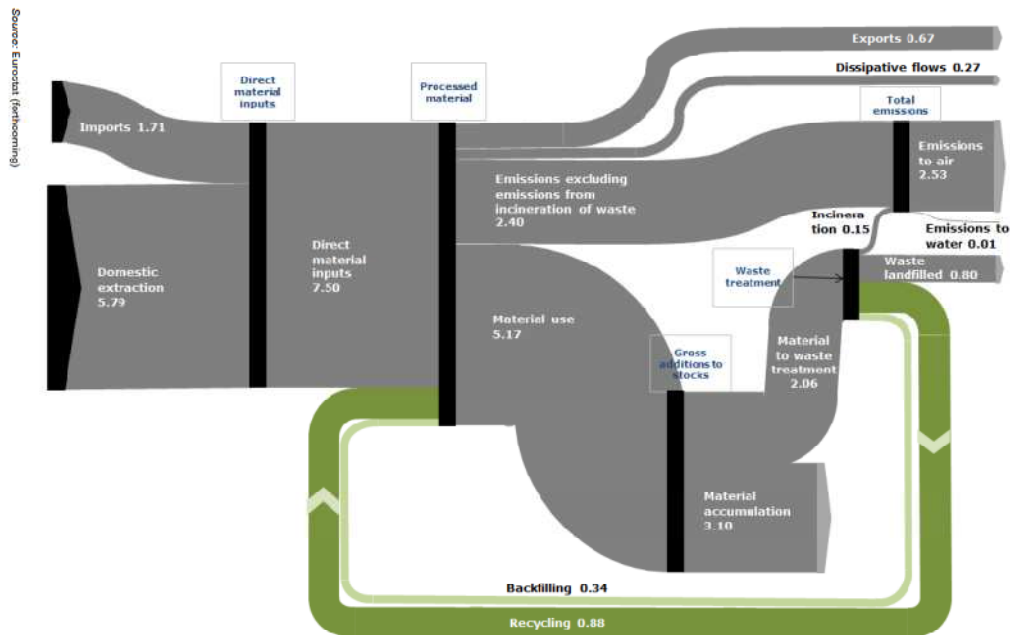 Source: Eurostat (forthcoming)
Exports 0.67
Dissipative flows 0.27
Direct
material
inputs
Processed
material
Total
emissions
Imports 1.71
Emissions
to air
2.53
Emissions excluding
emissions from
incineration of waste
2.40
Incinera
tion 0.15
Emissions to
water 0.01
Domestic
extraction
5.79
Direct
material
inputs
7.50
Waste
treatment
Waste
landfilled 0.80
Material use
5.17
Gross
additions to
stocks
Material
to waste
treatment
2.06
Material
accumulation
3.10
Backfilling 0.34
Recycling 0.88